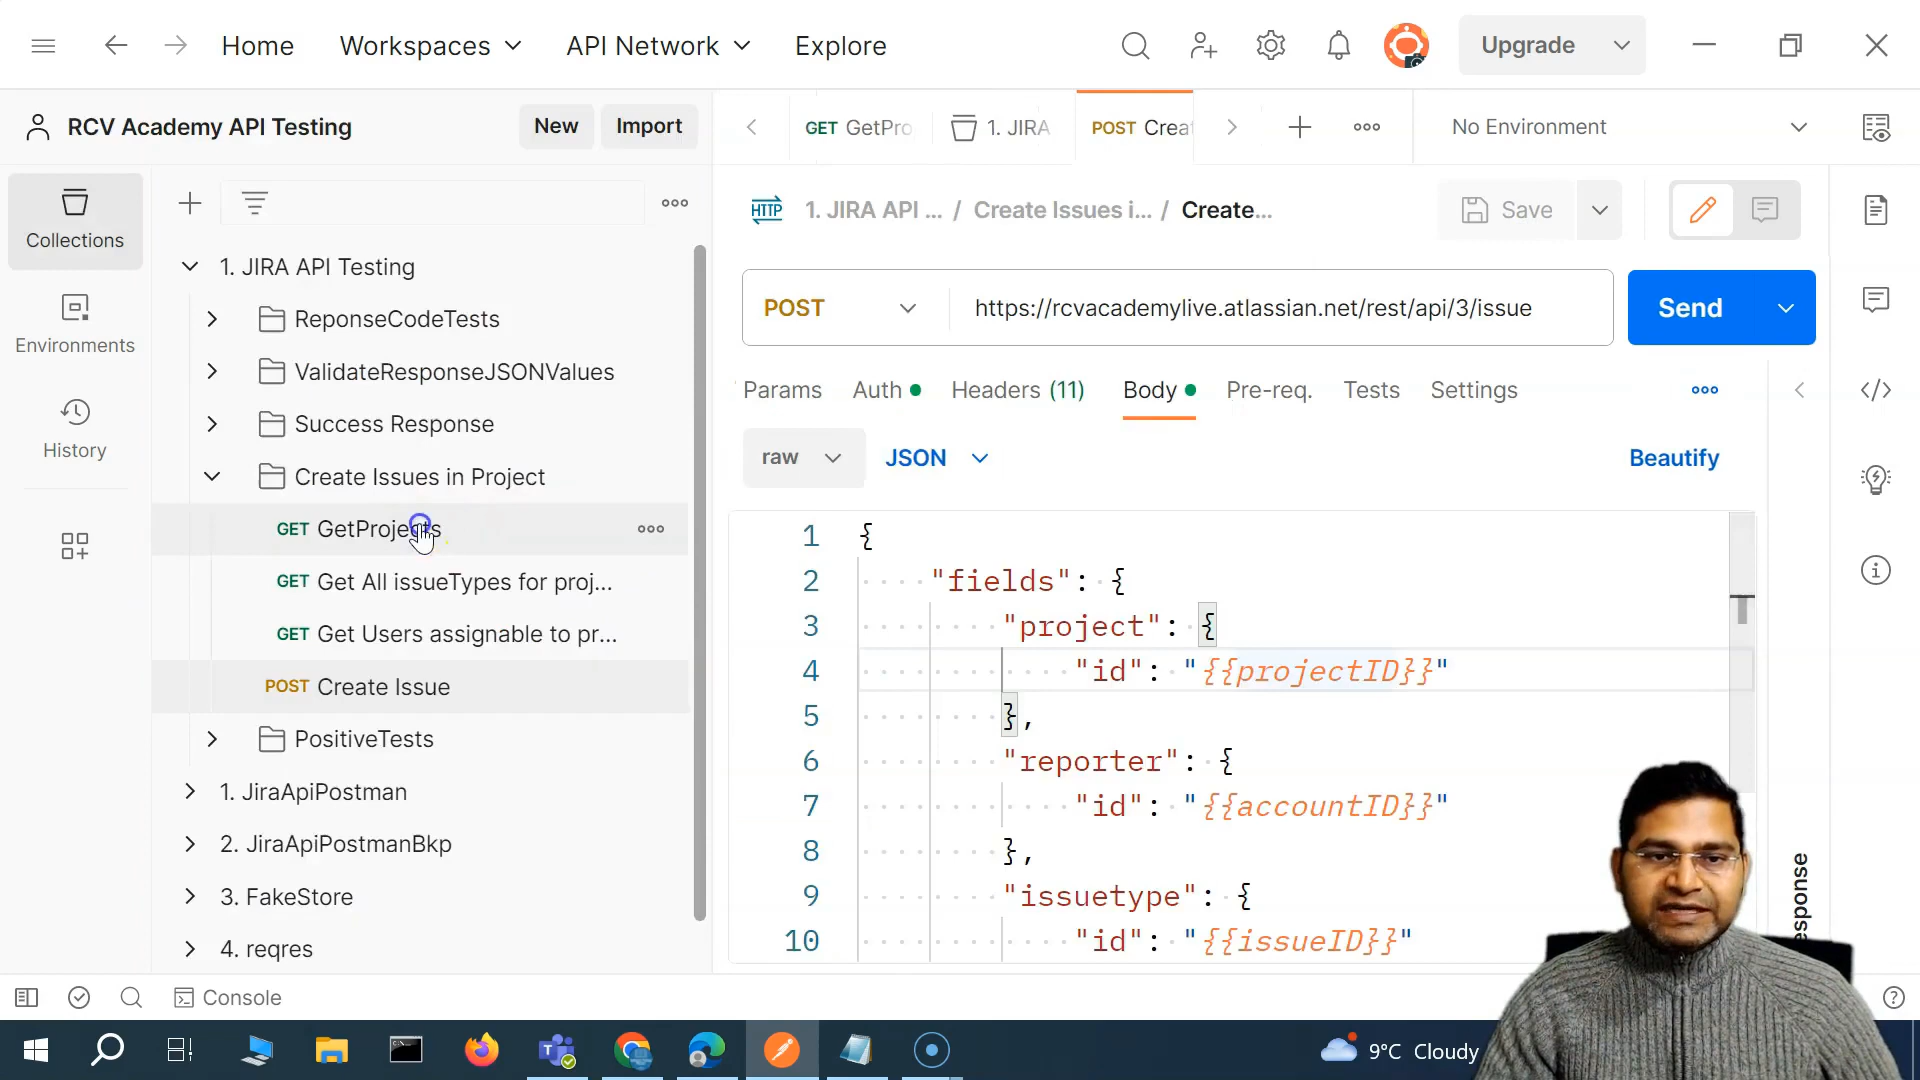 Home Workspaces API Network Explore Upgrade
RCV Academy API Testing New Import
GET GetPro 1. JIRA POST Crea No Environment
Collections
Environments
History
1. JIRA API Testing
ReponseCodeTests
ValidateResponseJSONValues
Success Response
Create Issues in Project
GET GetProjects
GET Get All issueTypes for proj...
GET Get Users assignable to pr...
POST Create Issue
PositiveTests
1. JiraApiPostman
2. JiraApiPostmanBkp
3. FakeStore
4. reqres
HTTP 1. JIRA API ... / Create Issues i... / Create... Save
POST https://rcvacademylive.atlassian.net/rest/api/3/issue Send
Params Auth Headers (11) Body Pre-req. Tests Settings
raw JSON Beautify
1 {
2 "fields": {
3 "project": {
4 "id": "{{projectID}}"
5 },
6 "reporter": {
7 "id": "{{accountID}}"
8 },
9 "issuetype": {
10 "id": "{{issueID}}"
esponse
Console
9°C Cloudy